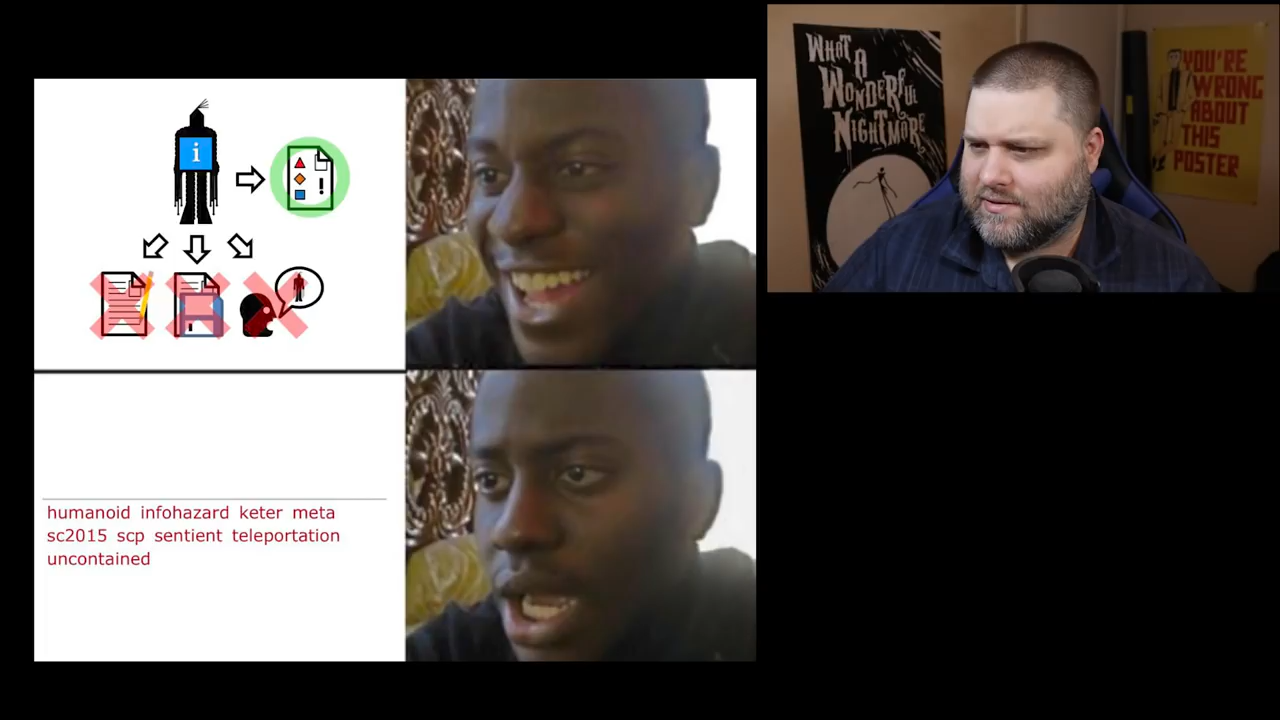 i
!
humanoid infohazard keter meta
sc2015 scp sentient teleportation
uncontained
WHAT
A
WONDERFUL
NIGHTMARE
YOU'RE
WRONG
ABOUT
THIS
POSTER